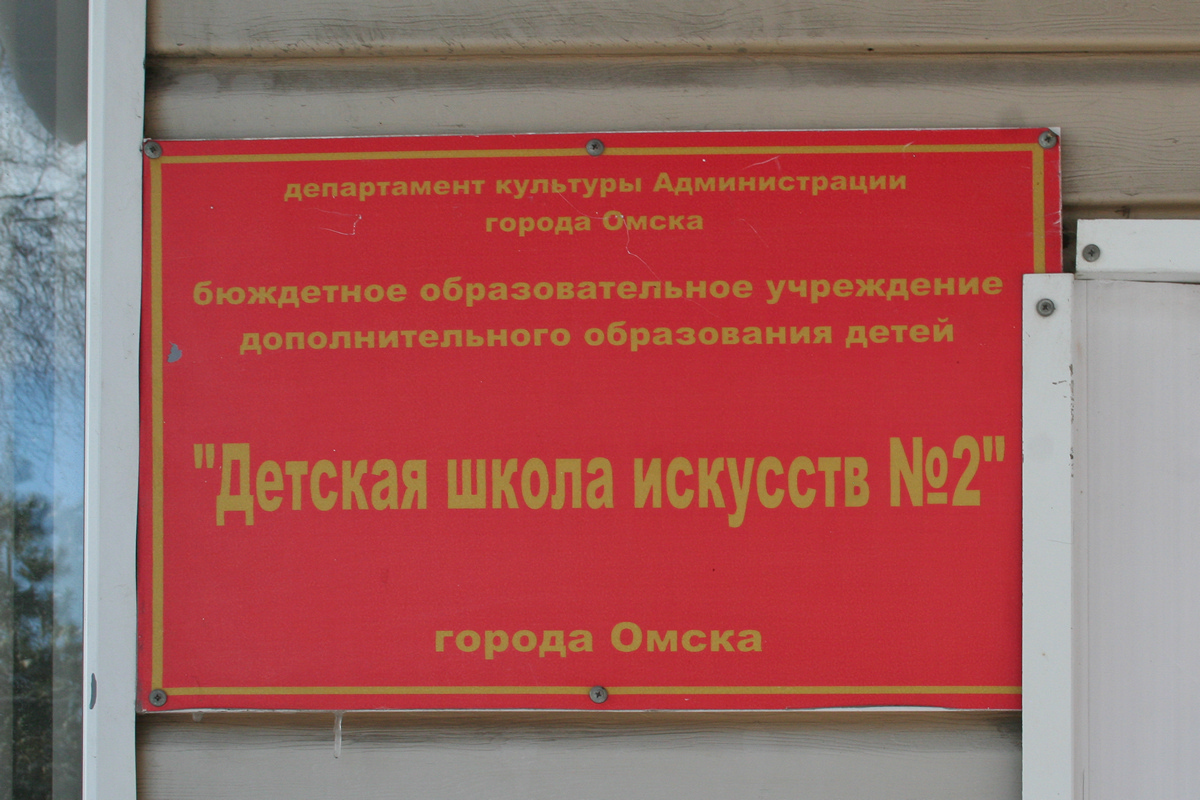 департамент культуры Администрации
города Омска
бюждетное образовательное учреждение
дополнительного образования детей
"Детская школа искусств №2"
города Омска